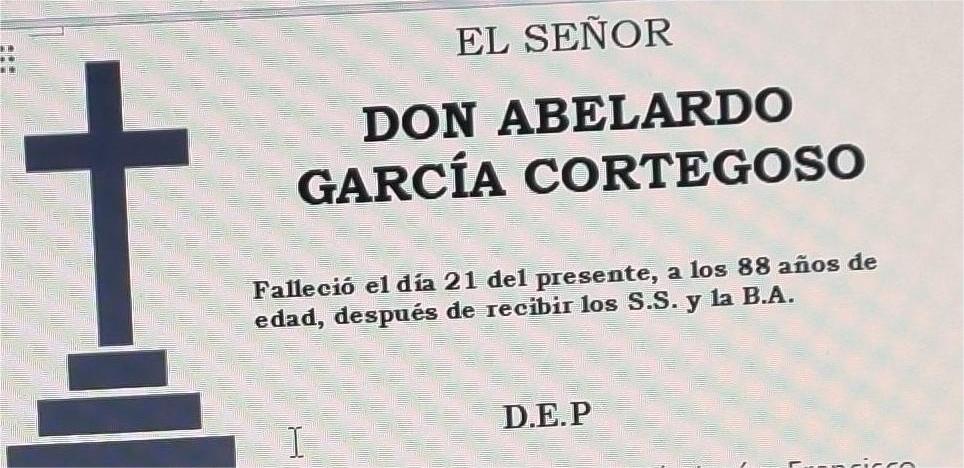 EL SEÑOR
DON ABELARDO
GARCÍA CORTEGOSO
Falleció el día 21 del presente, a los 88 años de
edad, después de recibir los S.S. y la B.A.
D.E.P
Francisco